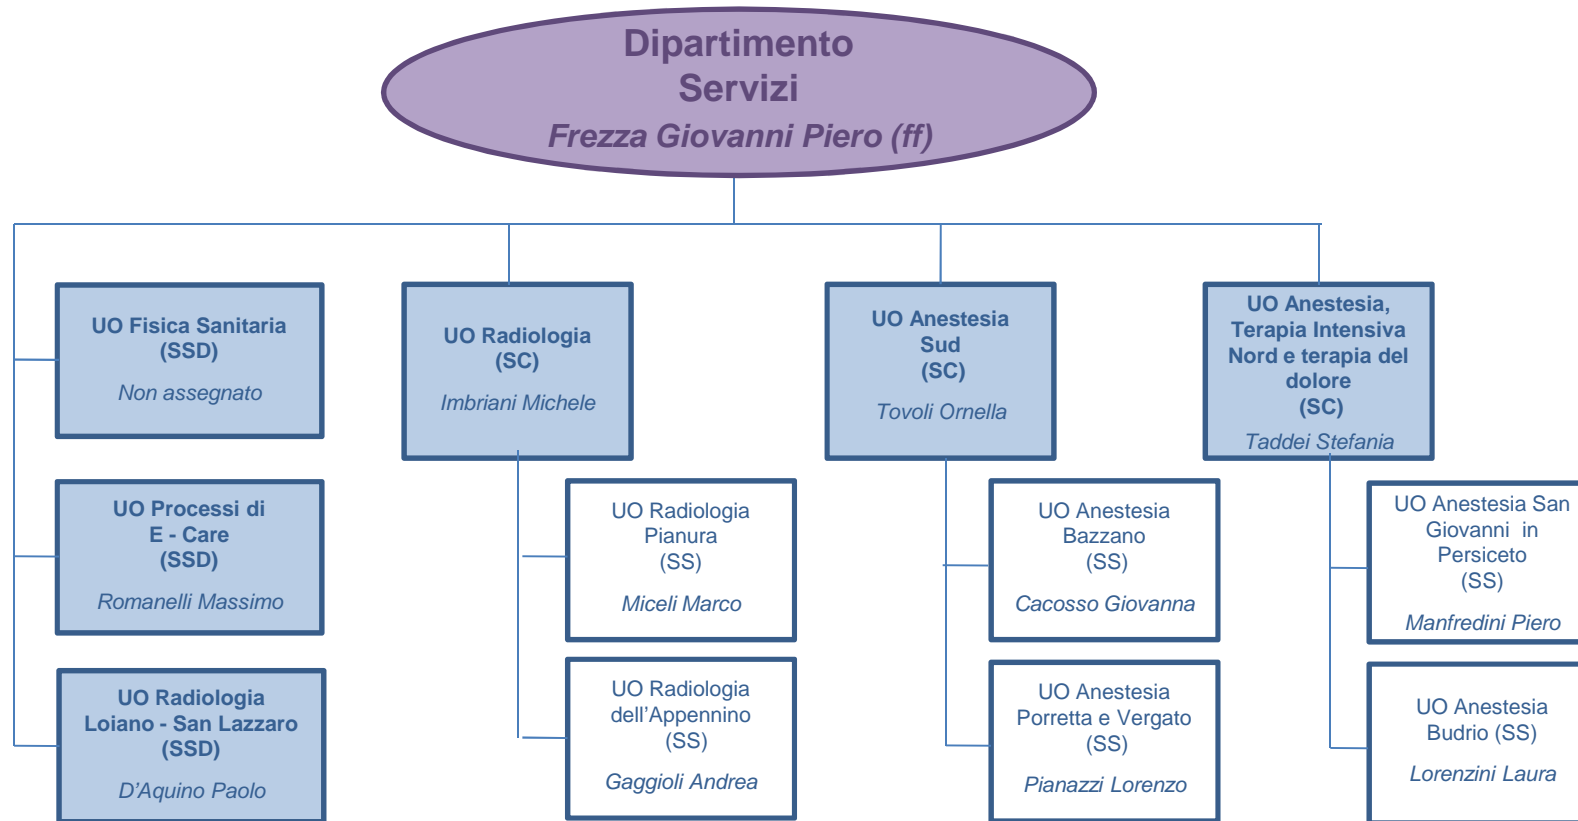 Dipartimento
Servizi
Frezza Giovanni Piero (ff)
UO Fisica Sanitaria
(SSD)
Non assegnato
UO Radiologia
(SC)
Imbriani Michele
UO Anestesia
Sud
(SC)
Tovoli Ornella
UO Anestesia,
Terapia Intensiva
Nord e terapia del
dolore
(SC)
Taddei Stefania
UO Processi di
E - Care
(SSD)
Romanelli Massimo
UO Radiologia
Pianura
(SS)
Miceli Marco
UO Anestesia
Bazzano
(SS)
Cacosso Giovanna
UO Anestesia San
Giovanni in
Persiceto
(SS)
Manfredini Piero
UO Radiologia
Loiano - San Lazzaro
(SSD)
D'Aquino Paolo
UO Radiologia
dell’Appennino
(SS)
Gaggioli Andrea
UO Anestesia
Porretta e Vergato
(SS)
Pianazzi Lorenzo
UO Anestesia
Budrio (SS)
Lorenzini Laura